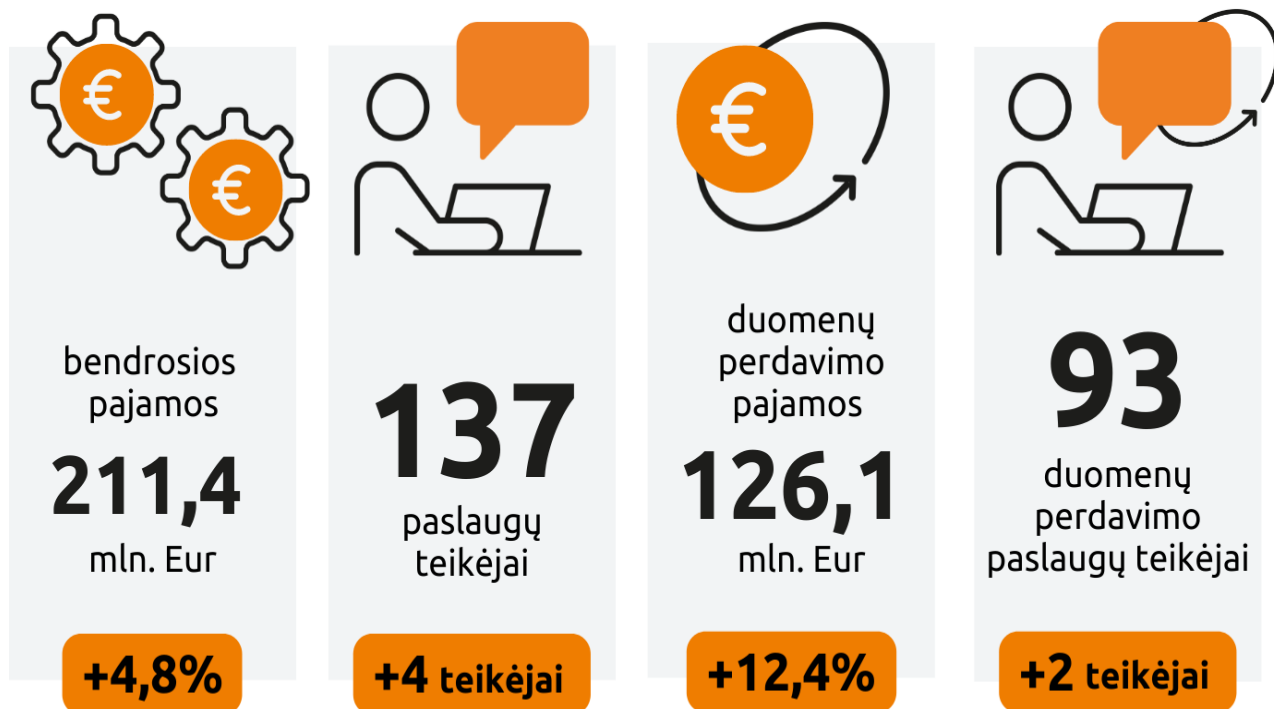 €
€
bendrosios
pajamos
211,4
mln. Eur
+4,8%
137
paslaugų
teikėjai
+4 teikėjai
€
duomenų
perdavimo
pajamos
126,1
mln. Eur
+12,4%
93
duomenų
perdavimo
paslaugų teikėjai
+2 teikėjai